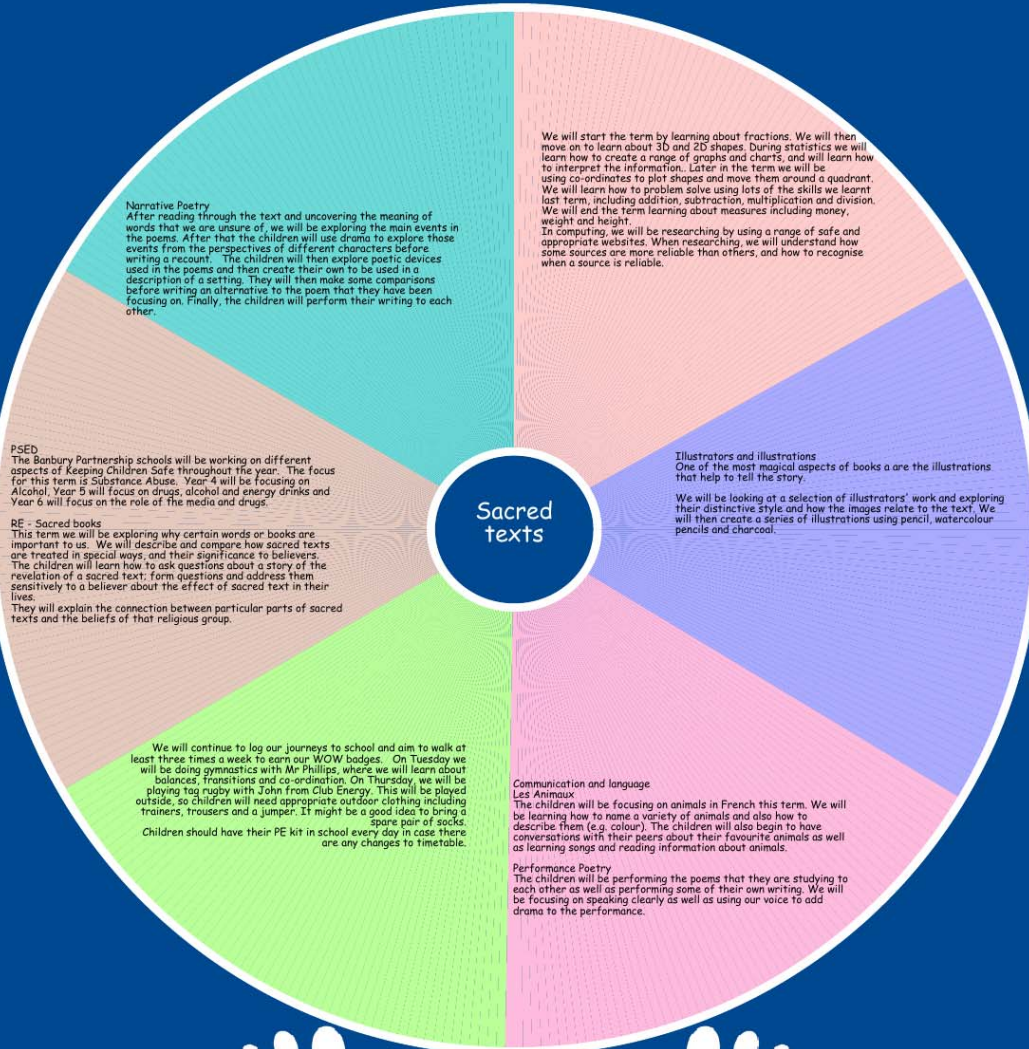 We will start the term by learning about fractions. We will then
move on to learn about 3D and 2D shapes. During statistics we will
learn how to create a range of graphs and charts, and will learn how
to interpret the information.. Later in the term we will be
using co-ordinates to plot shapes and move them around a quadrant.
We will learn how to problem solve using lots of the skills we learnt
last term, including addition, subtraction, multiplication and division.
We will end the term learning about measures including money,
weight and height.
In computing, we will be researching by using a range of safe and
appropriate websites. When researching, we will understand how
some sources are more reliable than others, and how to recognise
when a source is reliable.
Narrative Poetry
After reading through the text and uncovering the meaning of
words that we are unsure of, we will be exploring the main events in
the poems. After that the children will use drama to explore those
events from the perspectives of different characters before
writing a recount. The children will then explore poetic devices
used in the poems and then create their own to be used in a
description of a setting. They will then make some comparisons
before writing an alternative to the poem that they have been
focusing on. Finally, the children will perform their writing to each
other.
PSED
The Banbury Partnership schools will be working on different
aspects of Keeping Children Safe throughout the year. The focus
for this term is Substance Abuse. Year 4 will be focusing on
Alcohol, Year 5 will focus on drugs, alcohol and energy drinks and
Year 6 will focus on the role of the media and drugs.
RE - Sacred books
This term we will be exploring why certain words or books are
important to us. We will describe and compare how sacred texts
are treated in special ways, and their significance to believers.
The children will learn how to ask questions about a story of the
revelation of a sacred text; form questions and address them
sensitively to a believer about the effect of sacred text in their
lives.
They will explain the connection between particular parts of sacred
texts and the beliefs of that religious group.
Sacred
texts
Illustrators and illustrations
One of the most magical aspects of books a are the illustrations
that help to tell the story.
We will be looking at a selection of illustrators' work and exploring
their distinctive style and how the images relate to the text. We
will then create a series of illustrations using pencil, watercolour
pencils and charcoal.
We will continue to log our journeys to school and aim to walk at
least three times a week to earn our WOW badges. On Tuesday we
will be doing gymnastics with Mr Phillips, where we will learn about
balances, transitions and co-ordination. On Thursday, we will be
playing tag rugby with John from Club Energy. This will be played
outside, so children will need appropriate outdoor clothing including
trainers, trousers and a jumper. It might be a good idea to bring a
spare pair of socks.
Children should have their PE kit in school every day in case there
are any changes to timetable.
Communication and language
Les Animaux
The children will be focusing on animals in French this term. We will
be learning how to name a variety of animals and also how to
describe them (e.g. colour). The children will also begin to have
conversations with their peers about their favourite animals as well
as learning songs and reading information about animals.
Performance Poetry
The children will be performing the poems that they are studying to
each other as well as performing some of their own writing. We will
be focusing on speaking clearly as well as using our voice to add
drama to the performance.